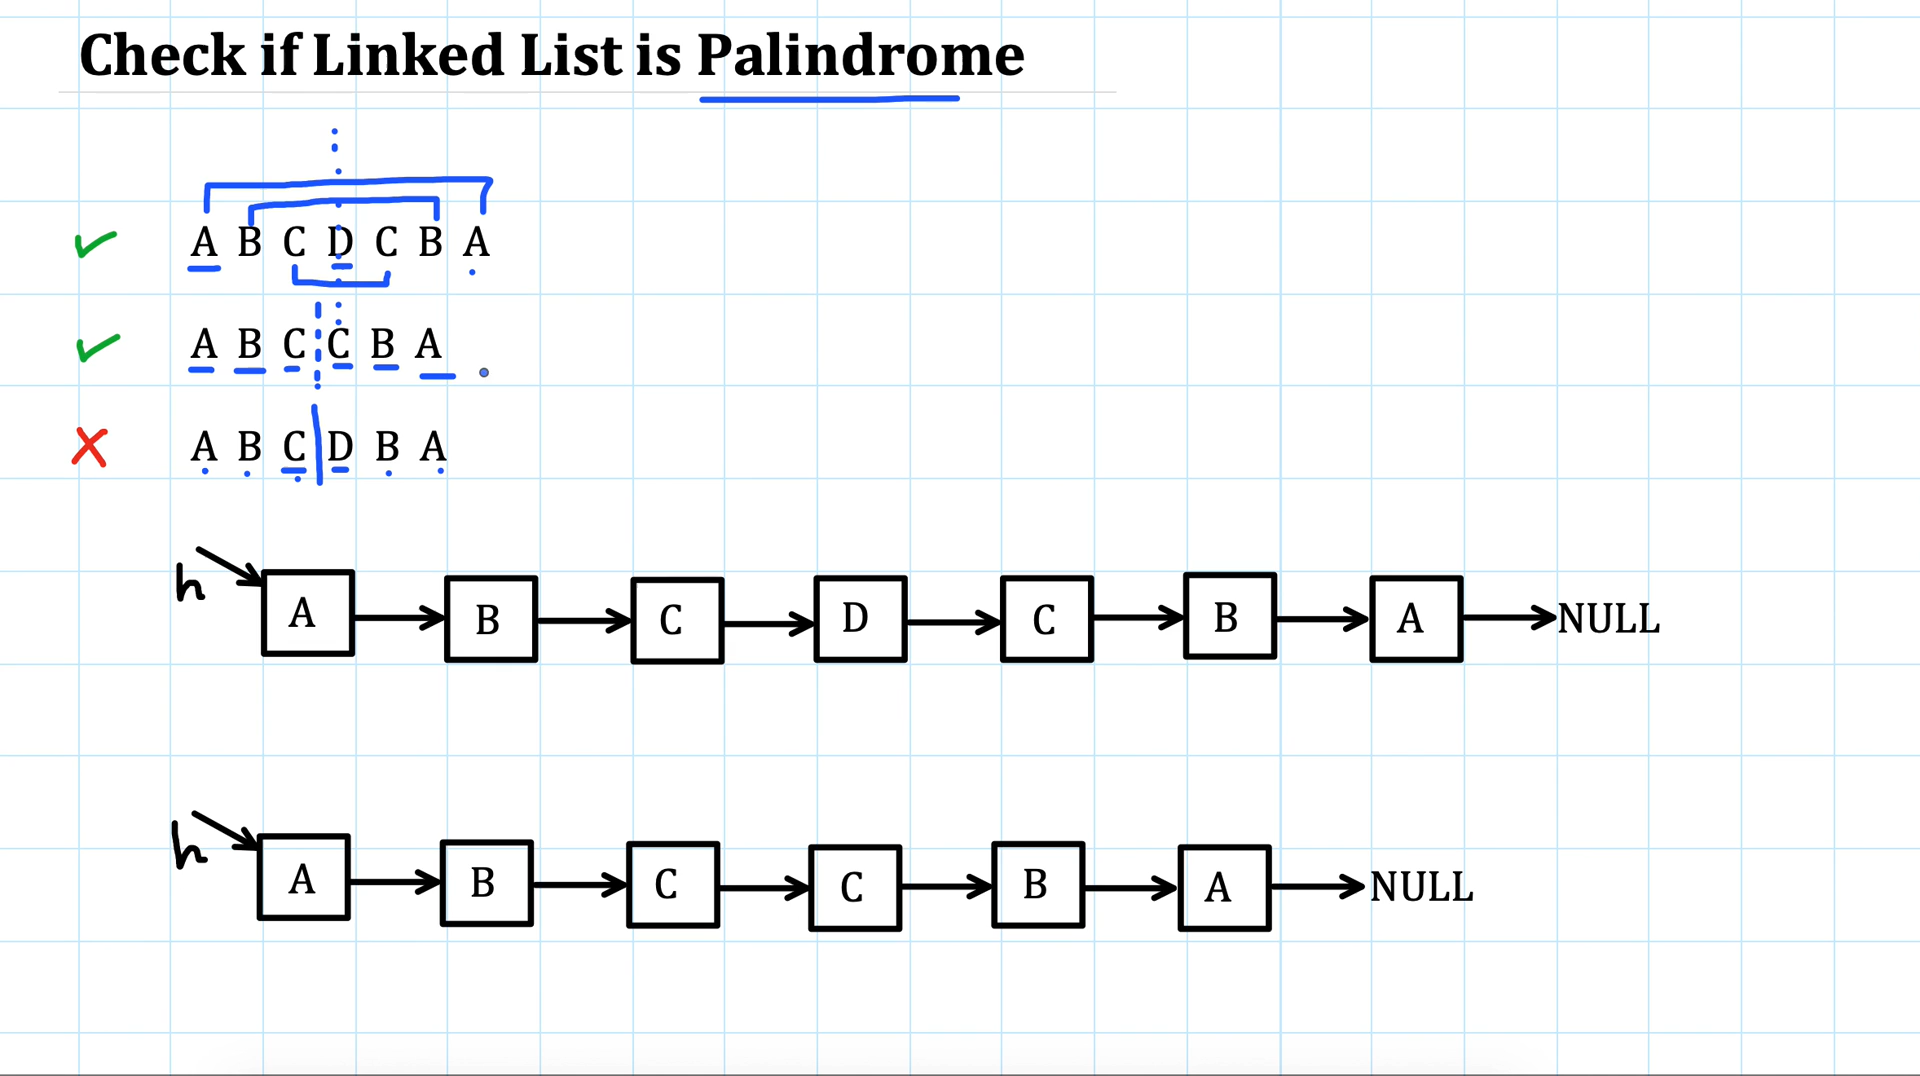 Check if Linked List is Palindrome
A B C D C B A
A B C C B A
A B C D B A
h A B C D C B A NULL
h A B C C B A NULL